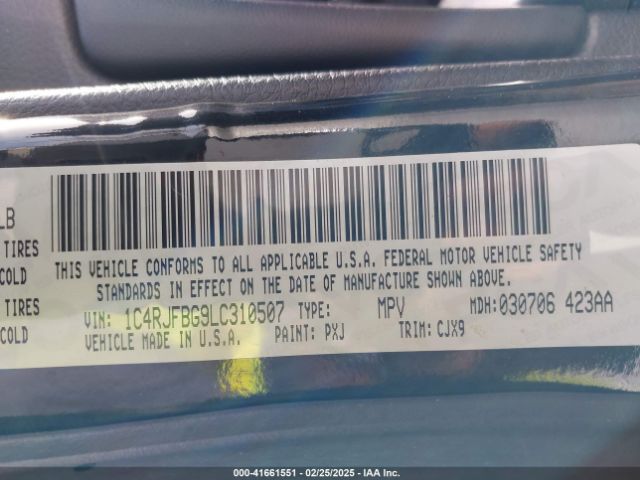 LB
TIRES
COLD
TIRES
COLD
THIS VEHICLE CONFORMS TO ALL APPLICABLE U.S.A. FEDERAL MOTOR VEHICLE SAFETY
STANDARDS IN EFFECT ON THE DATE OF MANUFACTURE SHOWN ABOVE.
VIN: 1C4RJFBG9LC310507 TYPE: MPV MDH: 030706 423AA
VEHICLE MADE IN U.S.A. PAINT: PXJ TRIM: CJX9
000-41661551 | 02/25/2025 | IAA Inc.